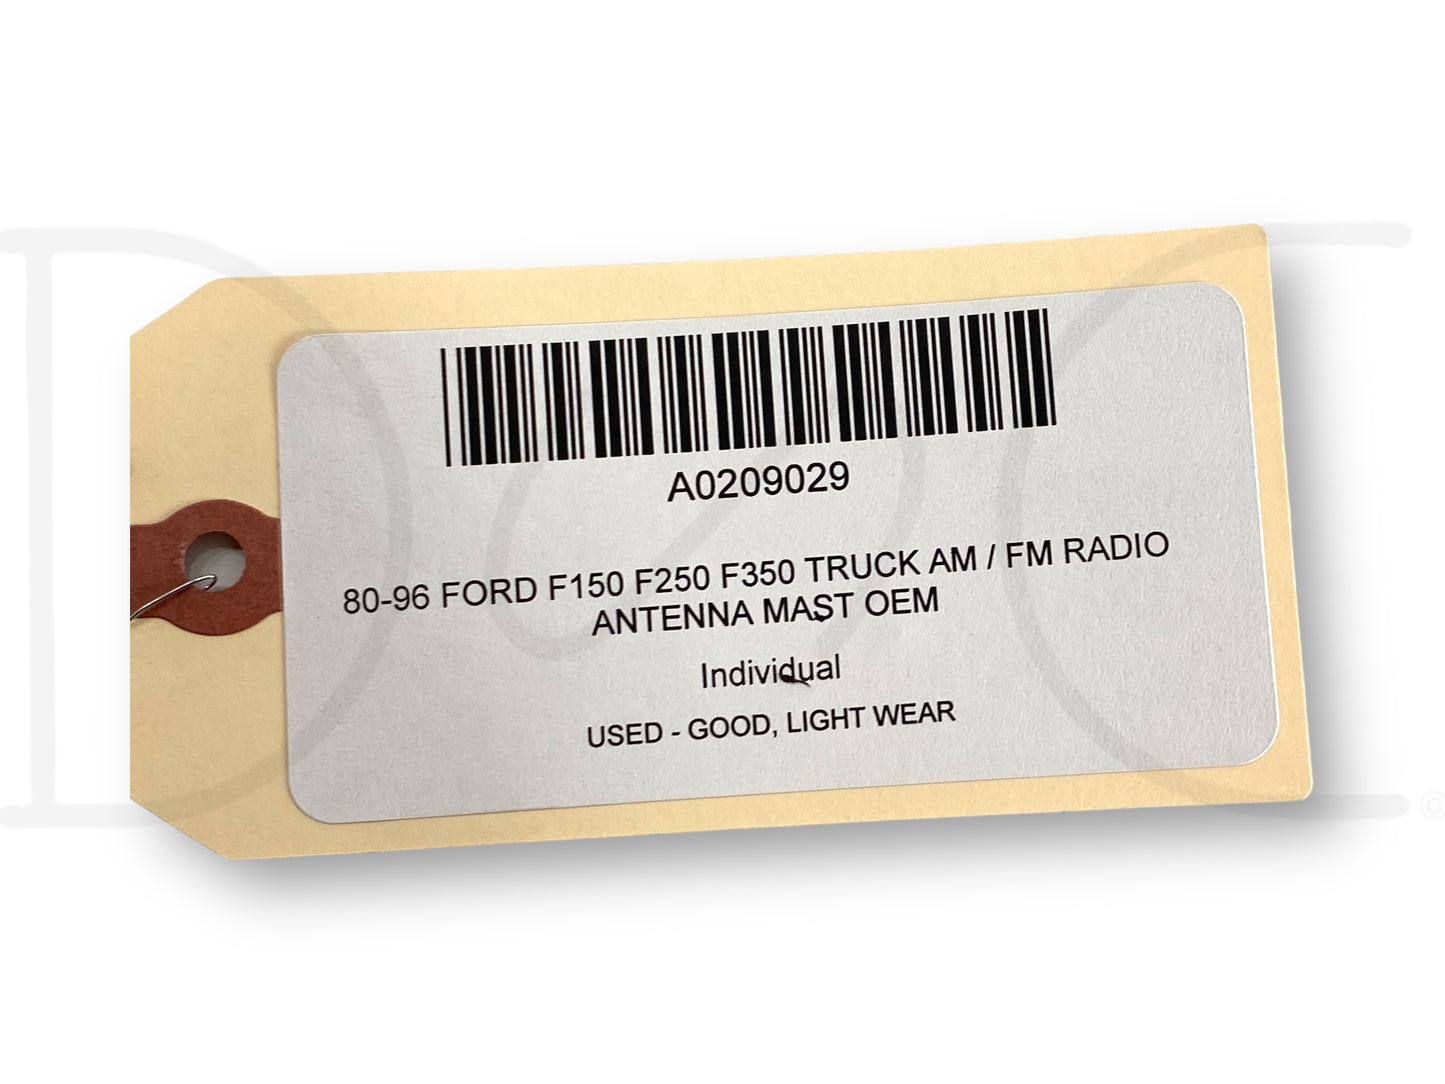 A0209029
80-96 FORD F150 F250 F350 TRUCK AM / FM RADIO
ANTENNA MAST OEM
Individual
USED - GOOD, LIGHT WEAR
©